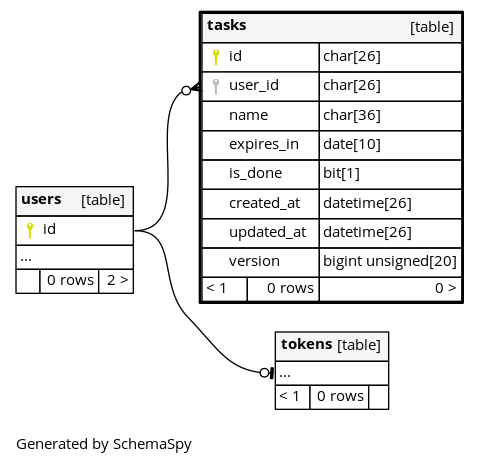 tasks [table]
id char[26]
user_id char[26]
name char[36]
expires_in date[10]
is_done bit[1]
created_at datetime[26]
updated_at datetime[26]
version bigint unsigned[20]
< 1 0 rows 0 >
users [table]
id
...
0 rows 2 >
tokens [table]
...
< 1 0 rows
Generated by SchemaSpy